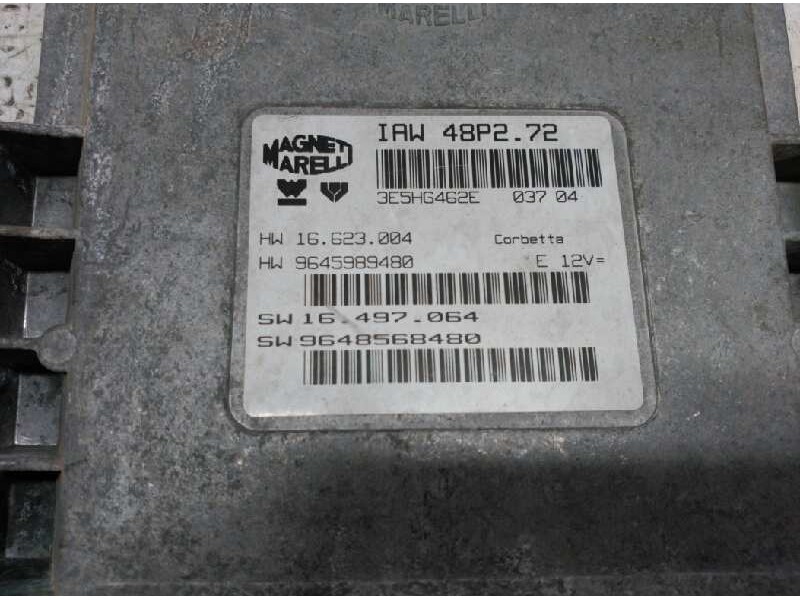 MARELLI
IAW 48P2.72
MAGNETI
MARELLI
3E5HG462E 037 04
HW 16.623.004 Corbetta
HW 9645989480 E 12V=
SW 16.497.064
SW 9648568480